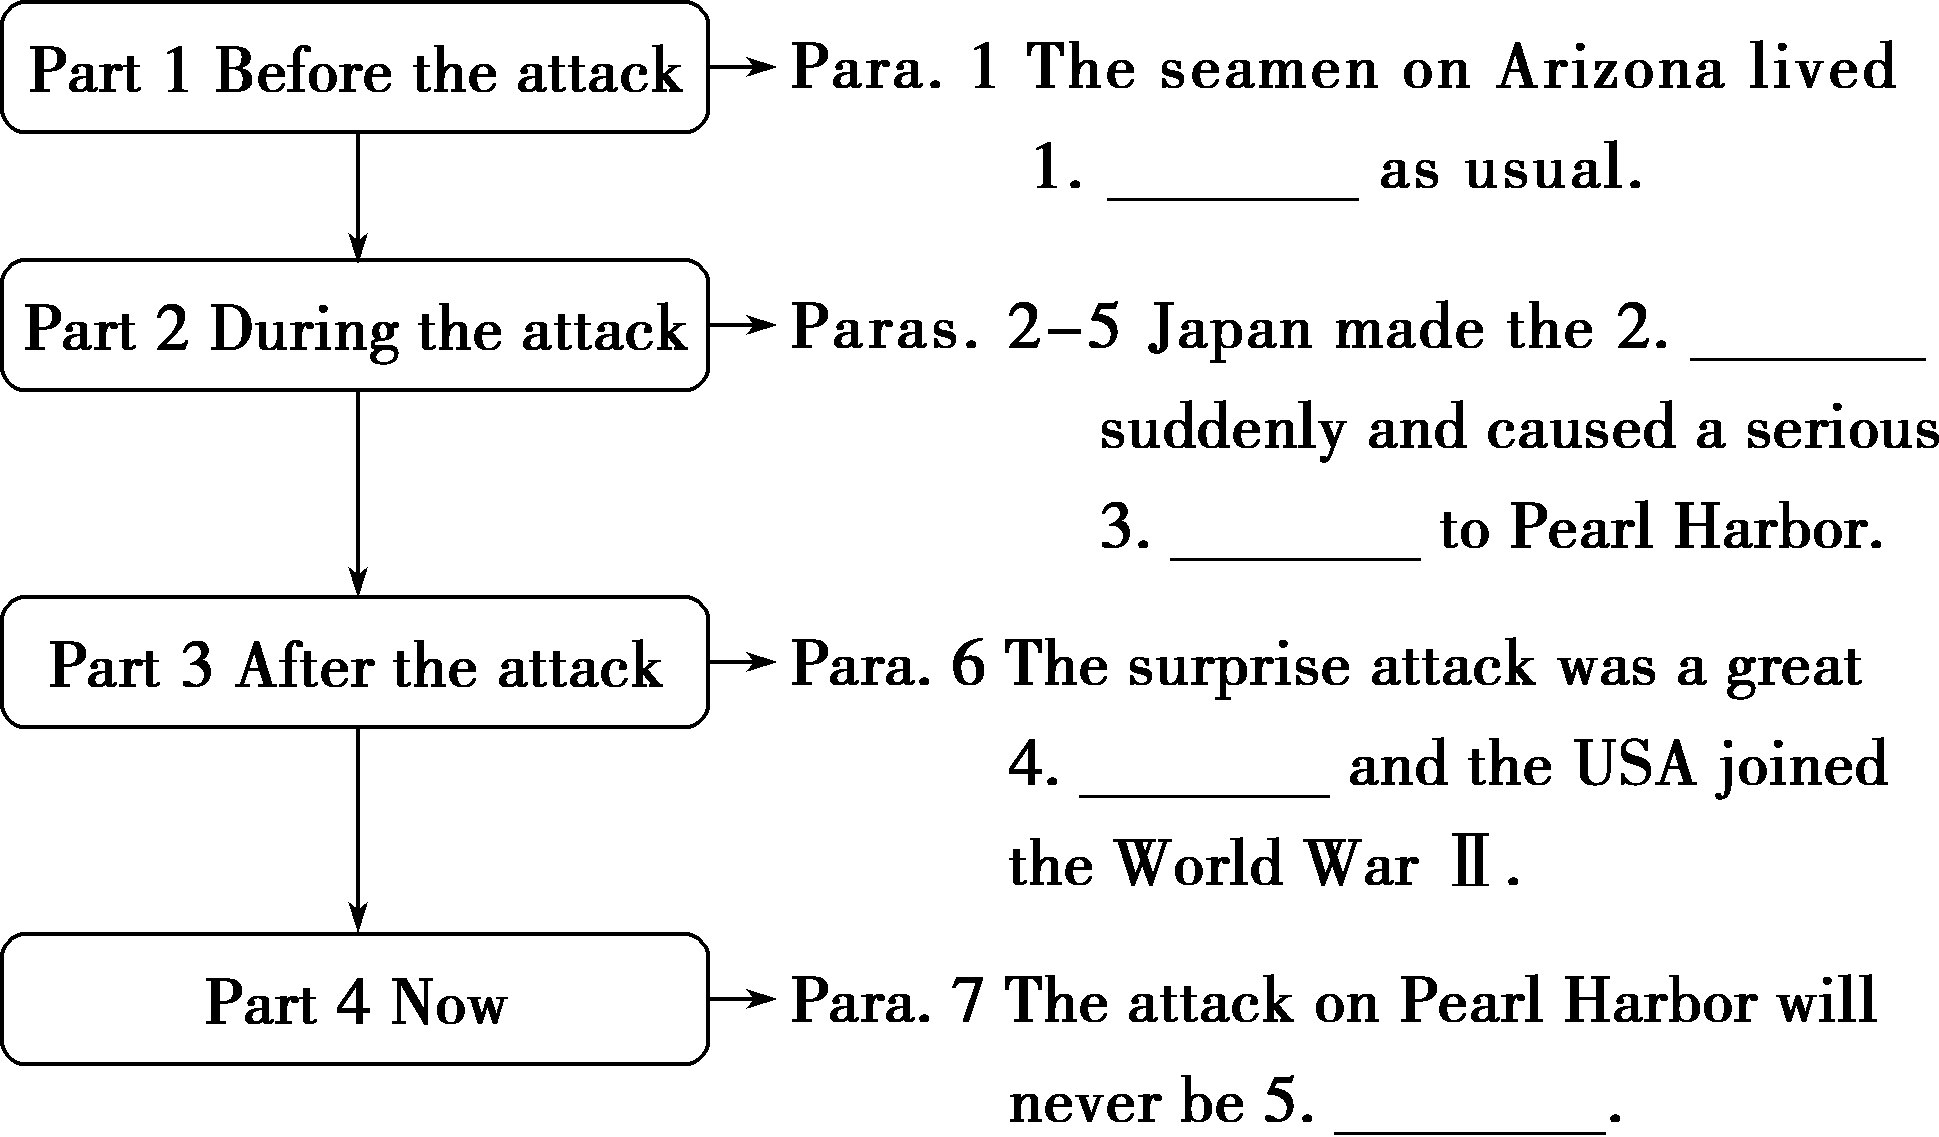 Part 1 Before the attack
Para. 1 The seamen on Arizona lived
1. ________ as usual.
Part 2 During the attack
Paras. 2–5 Japan made the 2. ________
suddenly and caused a serious
3. ________ to Pearl Harbor.
Part 3 After the attack
Para. 6 The surprise attack was a great
4. ________ and the USA joined
the World War Ⅱ.
Part 4 Now
Para. 7 The attack on Pearl Harbor will
never be 5. ________.